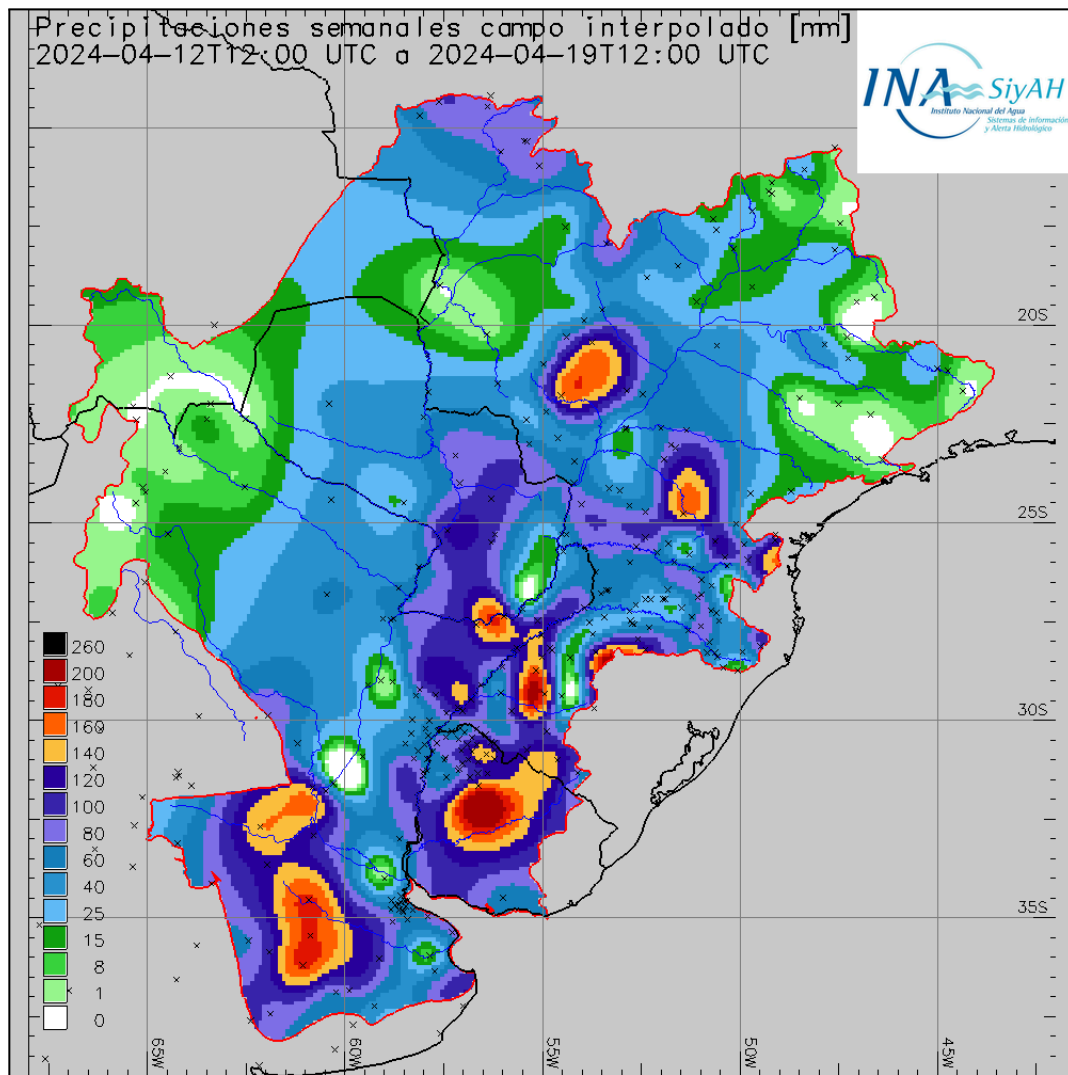 Precipitaciones semanales campo interpolado [mm]
2024-04-12T12:00 UTC a 2024-04-19T12:00 UTC
INA SiyAH
Instituto Nacional del Agua
Sistemas de información
y Alerta Hidrológico
20S
25S
30S
35S
260
200
180
160
140
120
100
80
60
40
25
15
8
1
0
65W
60W
55W
50W
45W